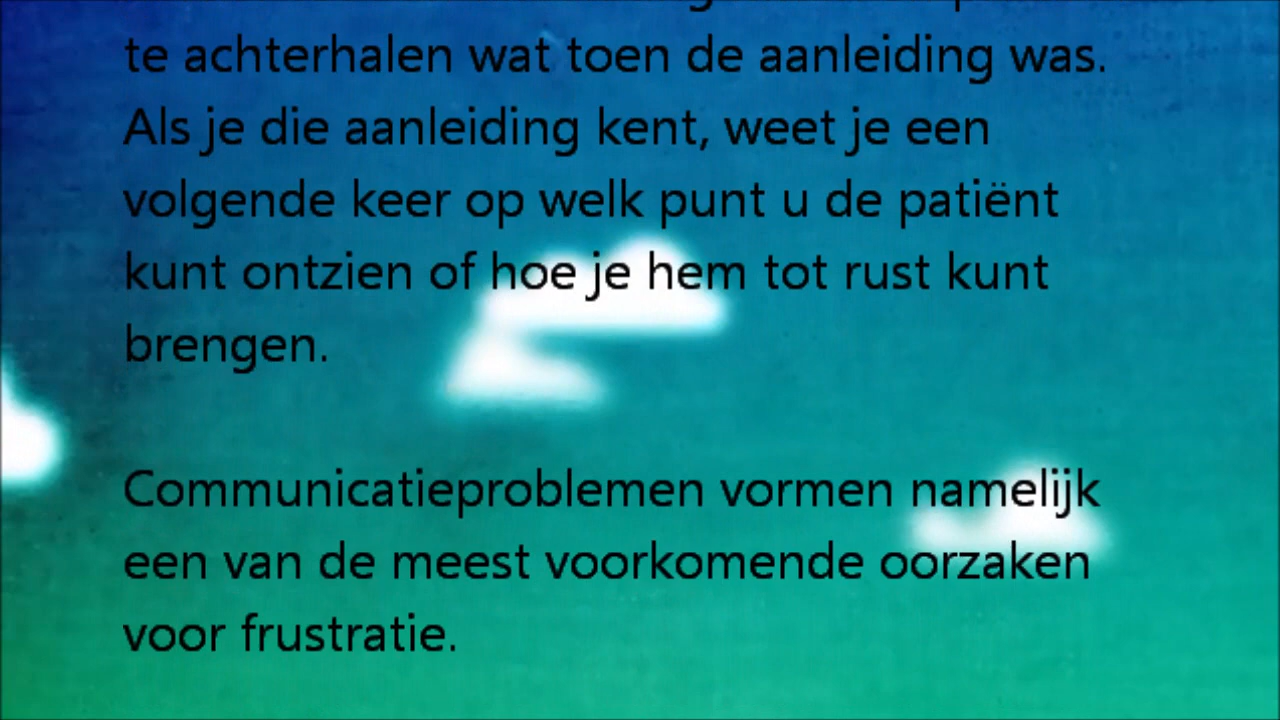 te achterhalen wat toen de aanleiding was.
Als je die aanleiding kent, weet je een
volgende keer op welk punt u de patiënt
kunt ontzien of hoe je hem tot rust kunt
brengen.
Communicatieproblemen vormen namelijk
een van de meest voorkomende oorzaken
voor frustratie.